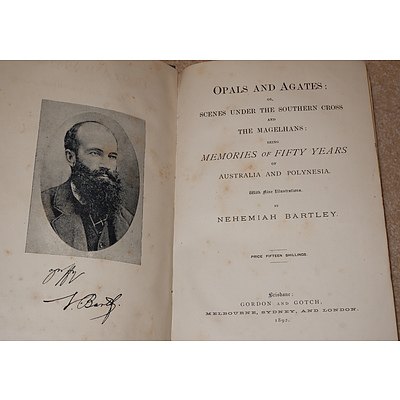 N. Bartley
OPALS AND AGATES;
OR,
SCENES UNDER THE SOUTHERN CROSS
AND
THE MAGELHANS:
BEING
MEMORIES OF FIFTY YEARS
OF
AUSTRALIA AND POLYNESIA.
With Five Illustrations.
BY
NEHEMIAH BARTLEY.
PRICE FIFTEEN SHILLINGS.
Brisbane:
GORDON AND GOTCH,
MELBOURNE, SYDNEY, AND LONDON.
1892.